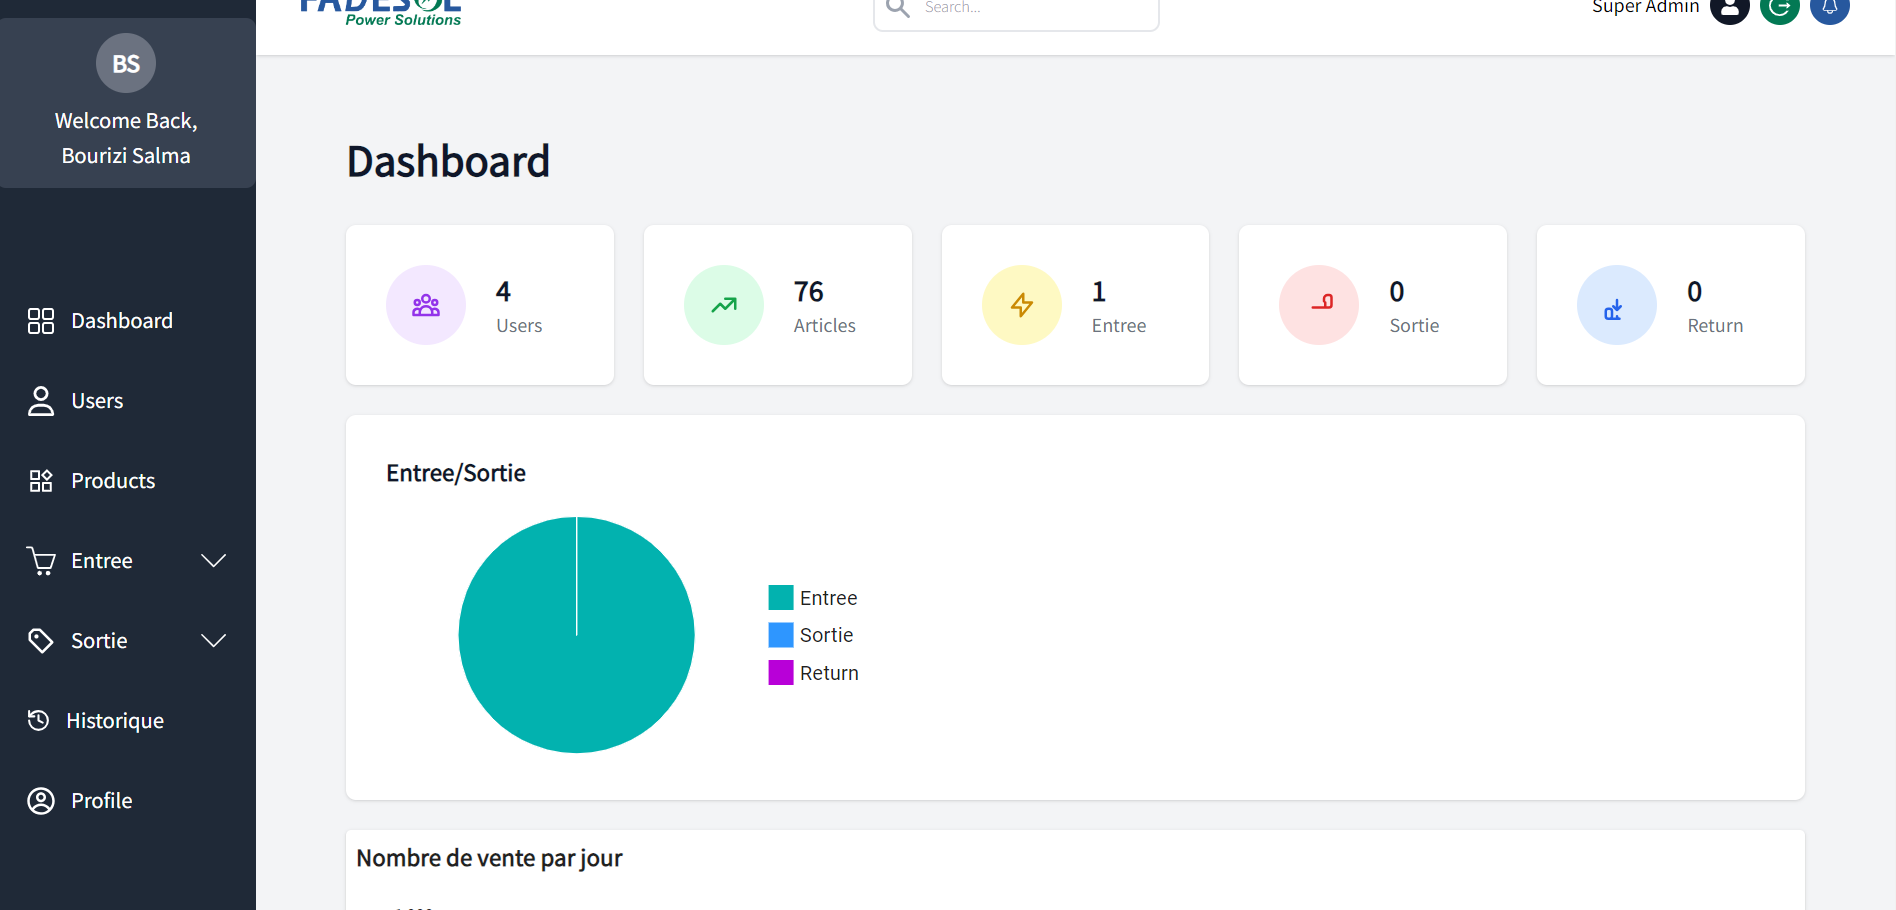 FADESOL
Power Solutions
Search...
Super Admin
BS
Welcome Back,
Bourizi Salma
Dashboard
Users
Products
Entree
Sortie
Historique
Profile
Dashboard
4
Users
76
Articles
1
Entree
0
Sortie
0
Return
Entree/Sortie
Entree
Sortie
Return
Nombre de vente par jour